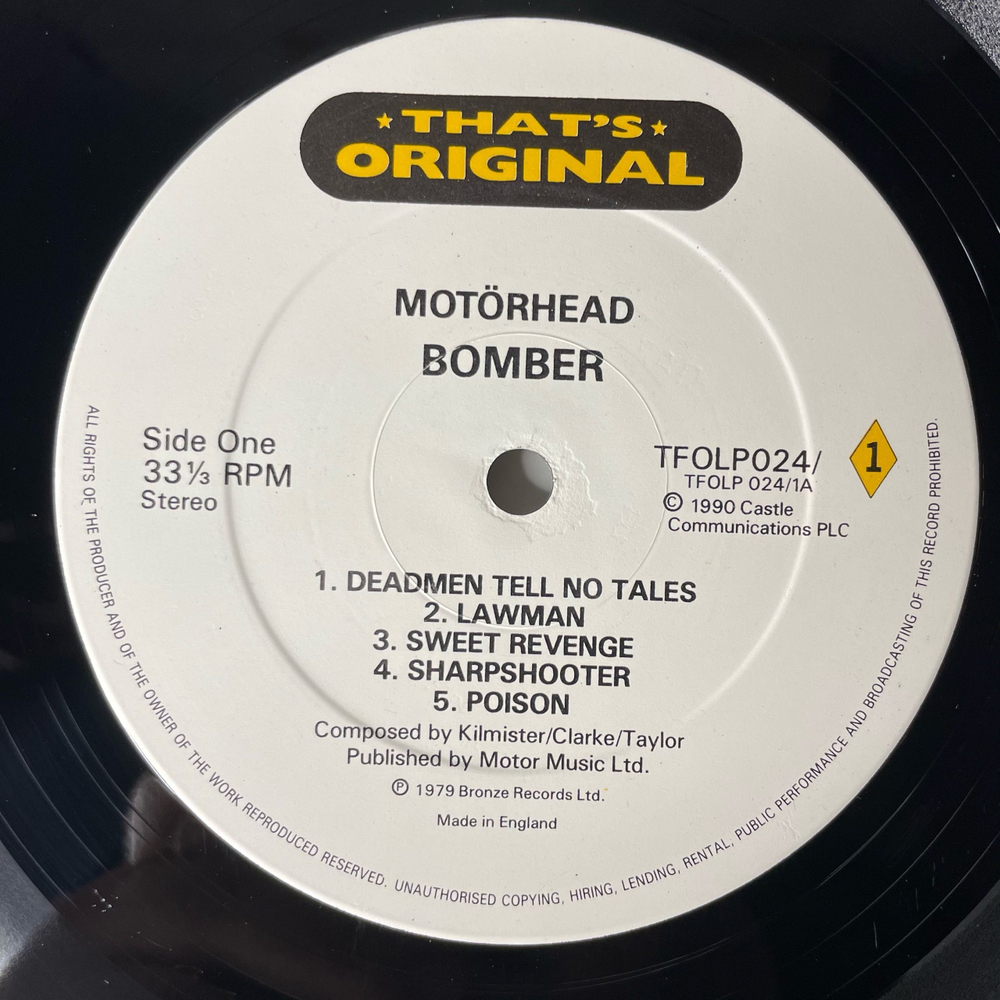 THAT'S
ORIGINAL
MOTÖRHEAD
BOMBER
Side One
33⅓ RPM
Stereo
TFOLP024/
1
TFOLP 024/1A
© 1990 Castle
Communications PLC
1. DEADMEN TELL NO TALES
2. LAWMAN
3. SWEET REVENGE
4. SHARPSHOOTER
5. POISON
Composed by Kilmister/Clarke/Taylor
Published by Motor Music Ltd.
℗ 1979 Bronze Records Ltd.
Made in England
ALL RIGHTS OF THE PRODUCER AND OF THE OWNER OF THE WORK REPRODUCED RESERVED. UNAUTHORISED COPYING, HIRING, LENDING, RENTAL, PUBLIC PERFORMANCE AND BROADCASTING OF THIS RECORD PROHIBITED.